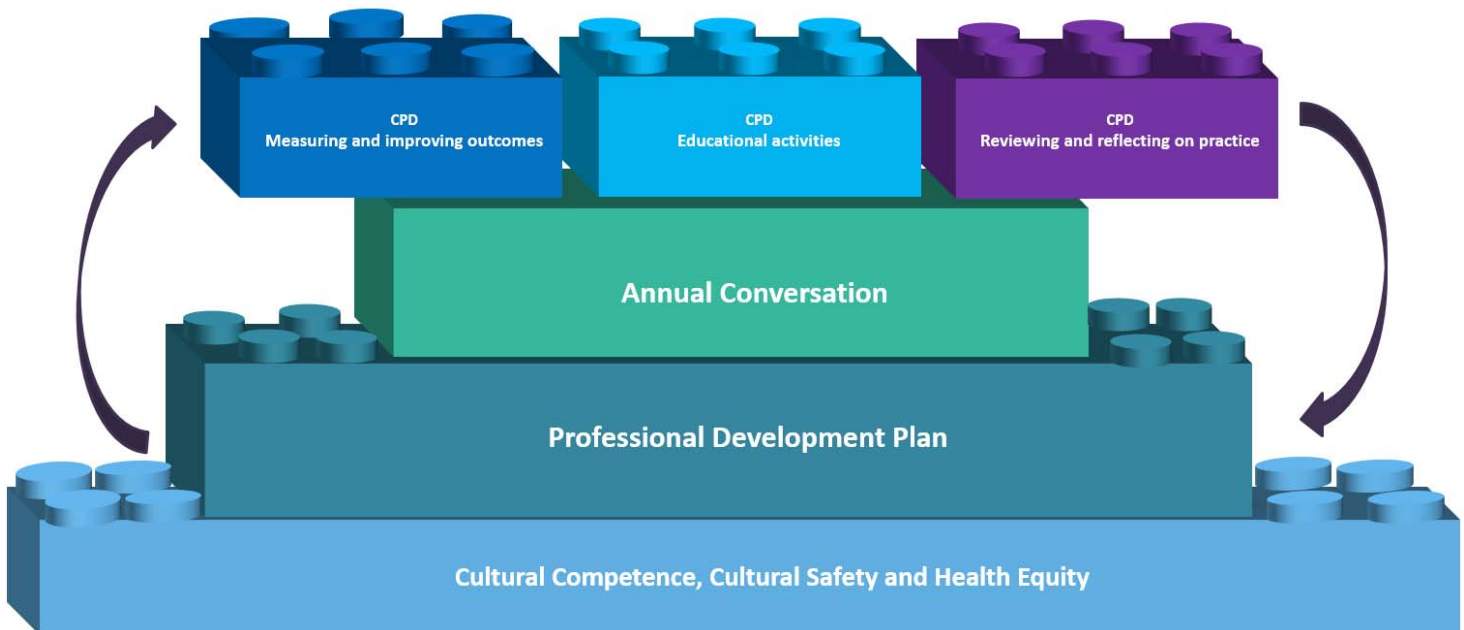 CPD
Measuring and improving outcomes
CPD
Educational activities
CPD
Reviewing and reflecting on practice
Annual Conversation
Professional Development Plan
Cultural Competence, Cultural Safety and Health Equity